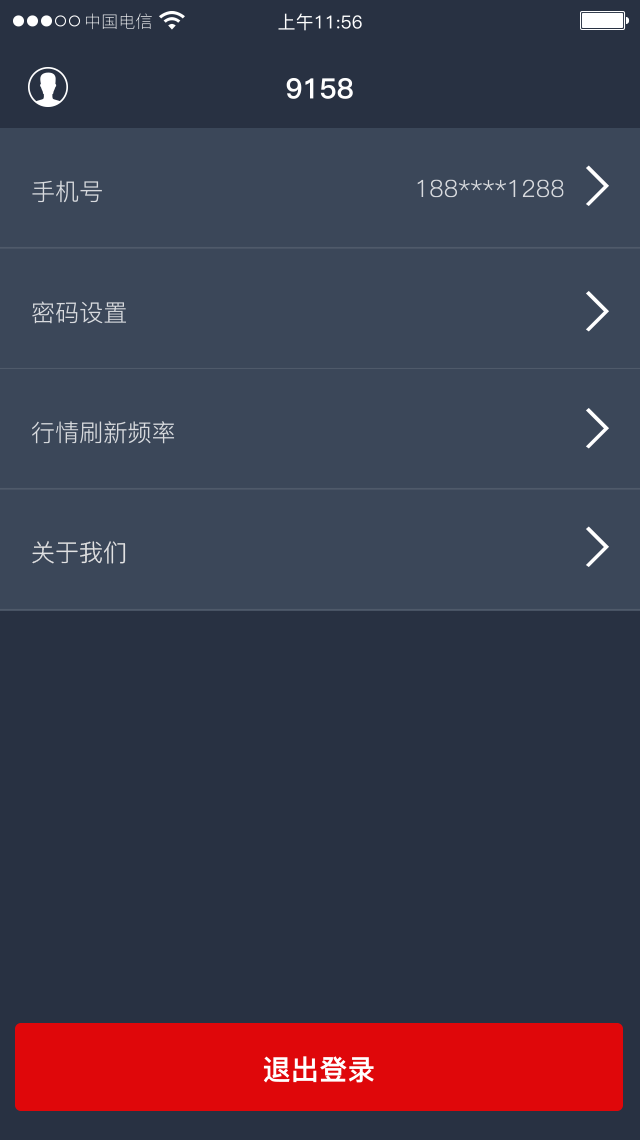 中国电信 上午11:56
9158
手机号 188****1288
密码设置
行情刷新频率
关于我们
退出登录